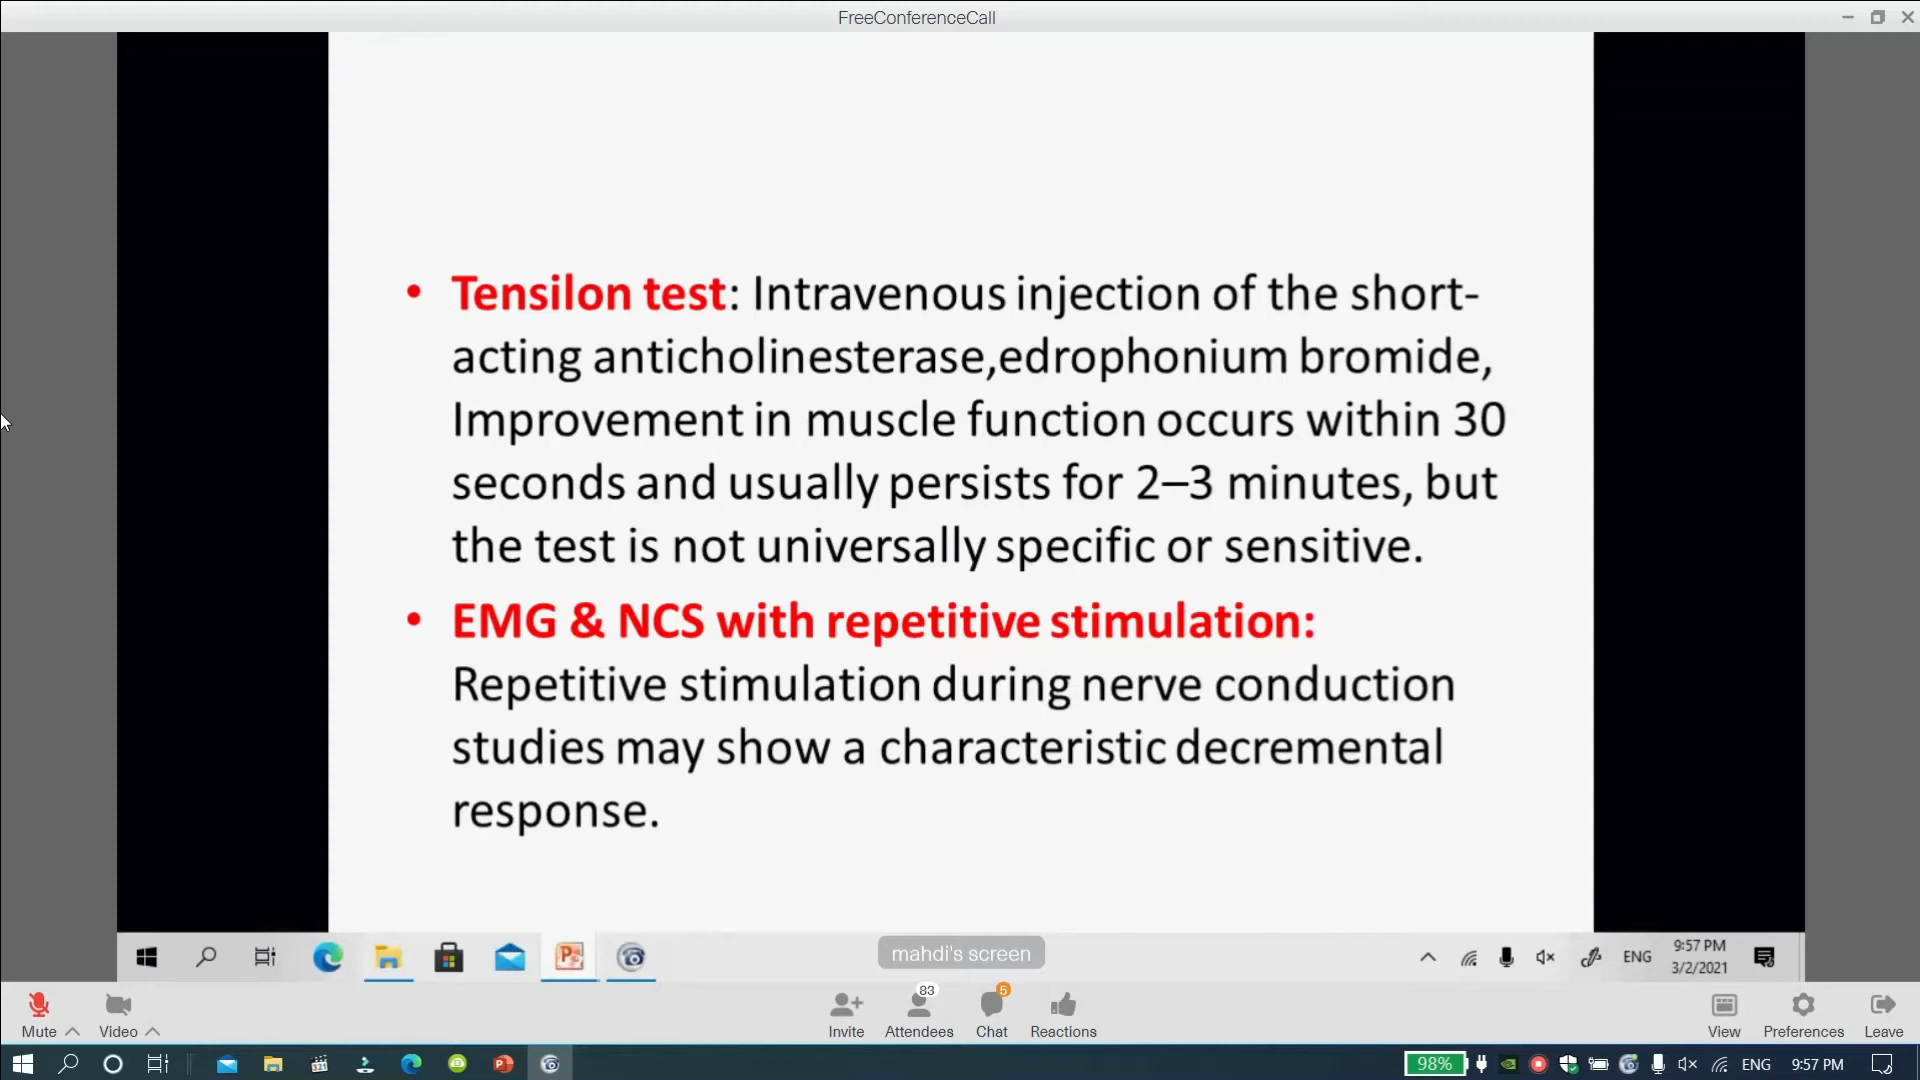 FreeConferenceCall
• Tensilon test: Intravenous injection of the short-
acting anticholinesterase,edrophonium bromide,
Improvement in muscle function occurs within 30
seconds and usually persists for 2–3 minutes, but
the test is not universally specific or sensitive.
• EMG & NCS with repetitive stimulation:
Repetitive stimulation during nerve conduction
studies may show a characteristic decremental
response.
mahdi's screen
ENG
9:57 PM
3/2/2021
83
5
Mute
Video
Invite
Attendees
Chat
Reactions
View
Preferences
Leave
98%
ENG
9:57 PM